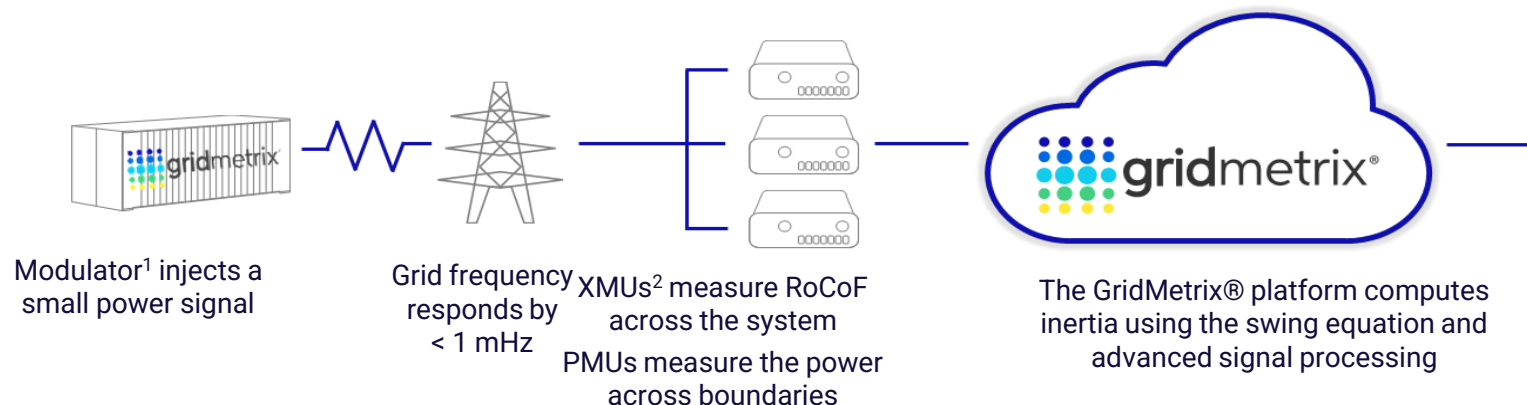 gridmetrix
Modulator¹ injects a
small power signal
Grid frequency
responds by
< 1 mHz
XMUs² measure RoCoF
across the system
PMUs measure the power
across boundaries
gridmetrix®
The GridMetrix® platform computes
inertia using the swing equation and
advanced signal processing